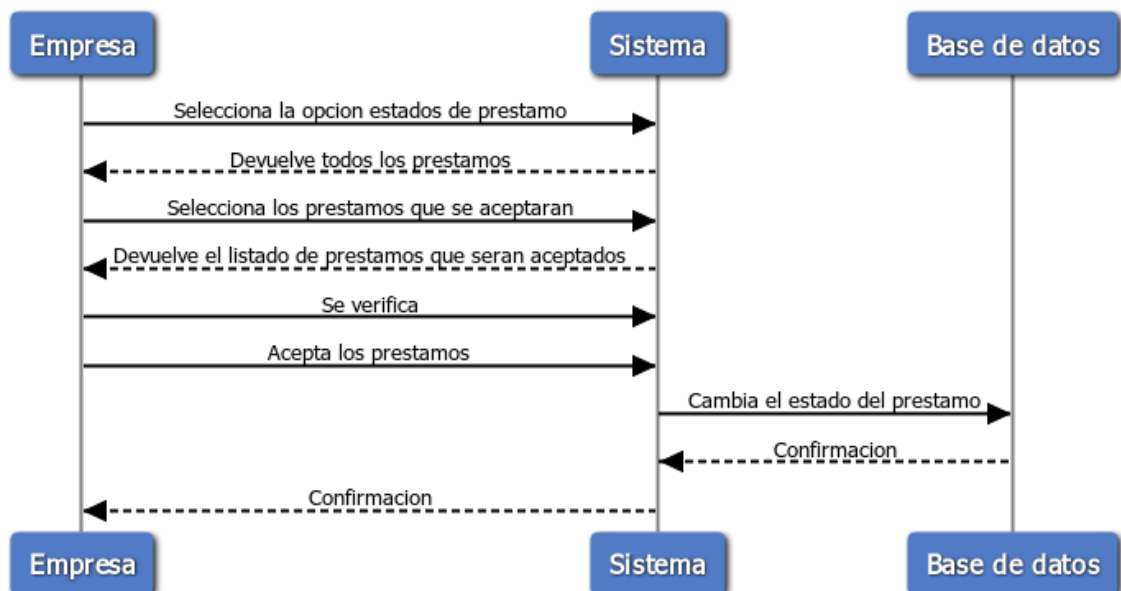 Empresa
Sistema
Base de datos
Selecciona la opcion estados de prestamo
Devuelve todos los prestamos
Selecciona los prestamos que se aceptaran
Devuelve el listado de prestamos que seran aceptados
Se verifica
Acepta los prestamos
Cambia el estado del prestamo
Confirmacion
Confirmacion
Empresa
Sistema
Base de datos